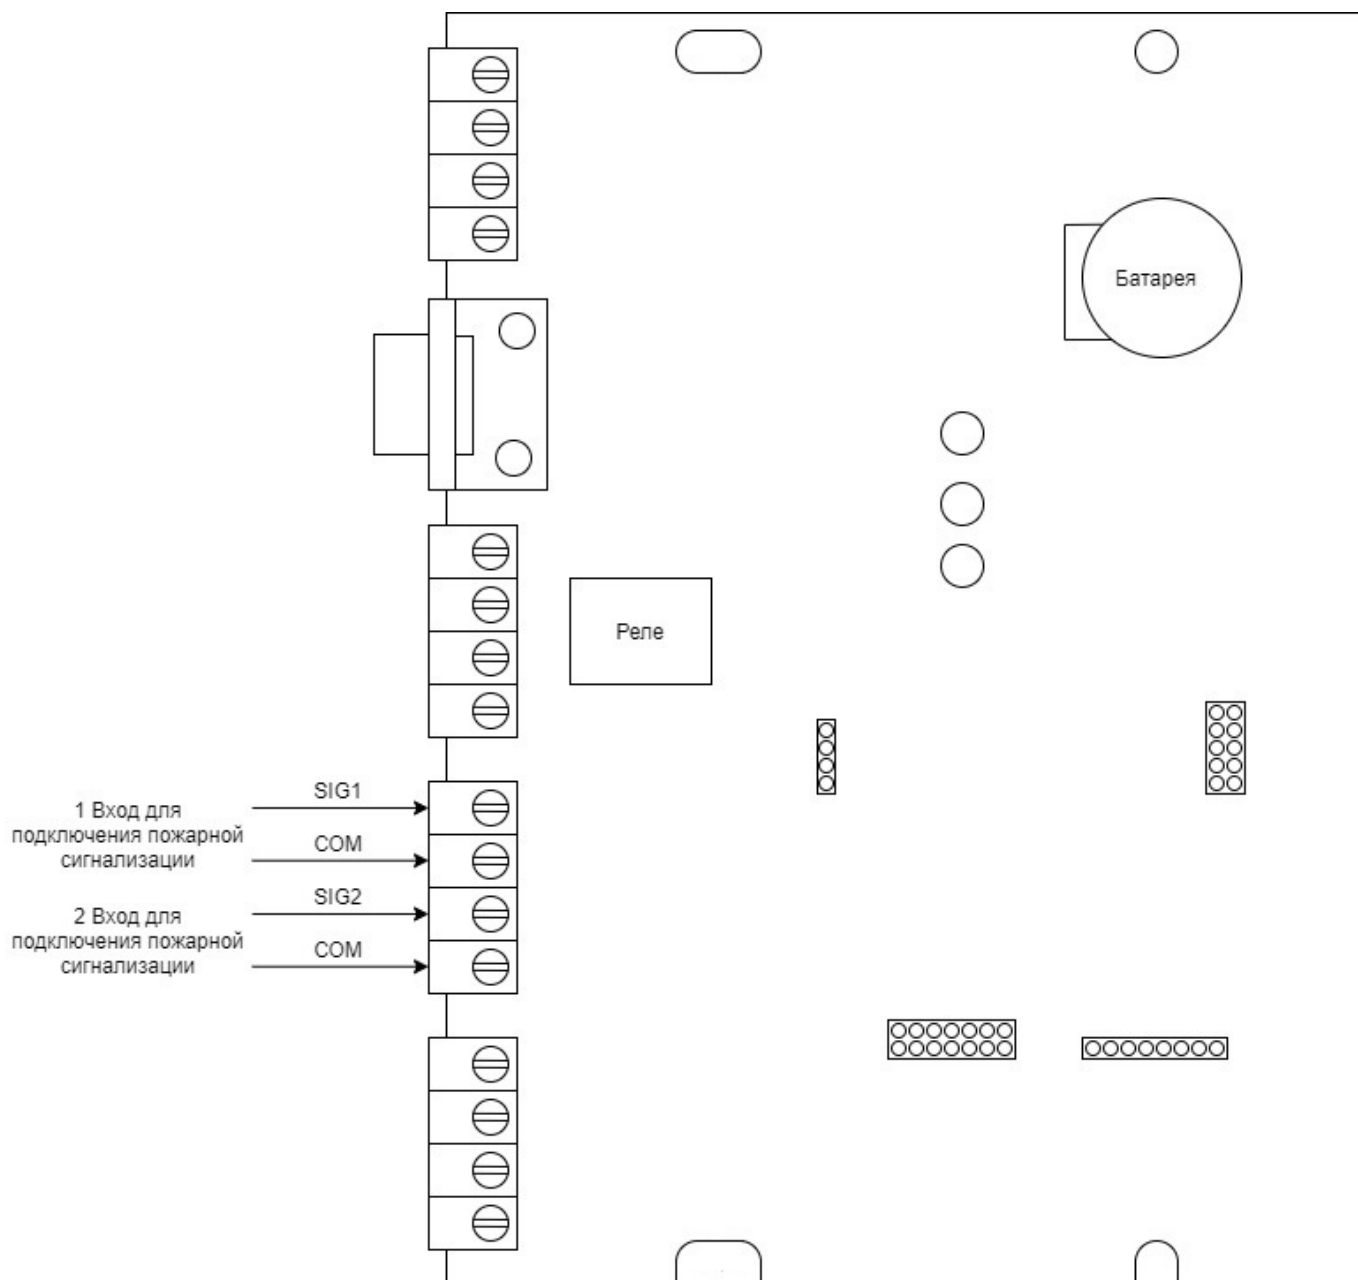 Батарея
Реле
1 Вход для
подключения пожарной
сигнализации
SIG1
COM
2 Вход для
подключения пожарной
сигнализации
SIG2
COM